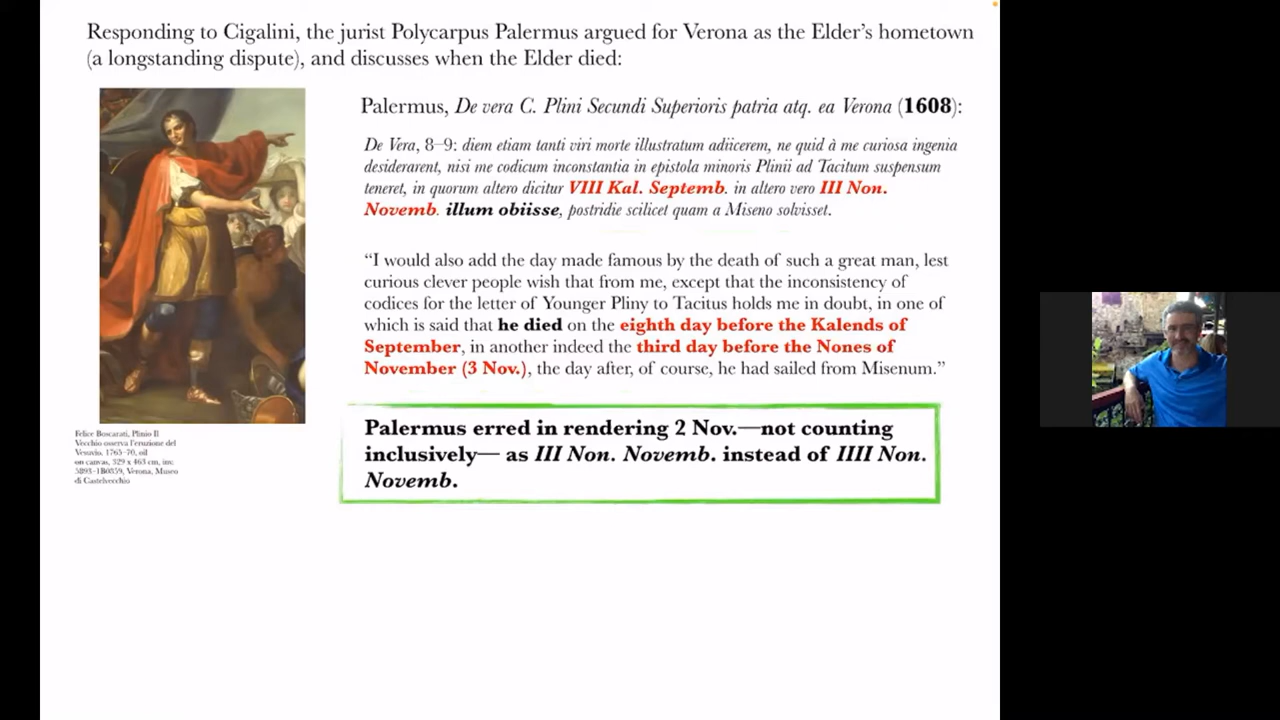 Responding to Cigalini, the jurist Polycarpus Palermus argued for Verona as the Elder's hometown
(a longstanding dispute), and discusses when the Elder died:
Palermus, De vera C. Plini Secundi Superioris patria atq. ea Verona (1608):
De Vera, 8–9: diem etiam tanti viri morte illustratum adiicerem, ne quid à me curiosa ingenia
desiderarent, nisi me codicum inconstantia in epistola minoris Plinii ad Tacitum suspensum
teneret, in quorum altero dicitur VIII Kal. Septemb. in altero vero III Non.
Novemb. illum obiisse, postridie scilicet quam a Miseno solvisset.
"I would also add the day made famous by the death of such a great man, lest
curious clever people wish that from me, except that the inconsistency of
codices for the letter of Younger Pliny to Tacitus holds me in doubt, in one of
which is said that he died on the eighth day before the Kalends of
September, in another indeed the third day before the Nones of
November (3 Nov.), the day after, of course, he had sailed from Misenum."
Palermus erred in rendering 2 Nov.—not counting
inclusively— as III Non. Novemb. instead of IIII Non.
Novemb.
Felice Boscarati, Plinio Il
Vecchio osserva l'eruzione del
Vesuvio, 1765-70, oil
on canvas, 329 x 463 cm, inv.
Verona, Museo
di Castelvecchio